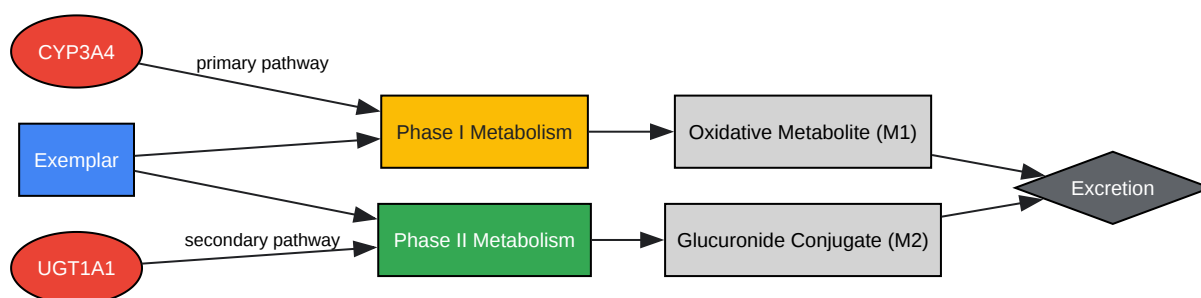 CYP3A4
primary pathway
Phase I Metabolism
Oxidative Metabolite (M1)
Exemplar
Excretion
secondary pathway
Phase II Metabolism
Glucuronide Conjugate (M2)
UGT1A1